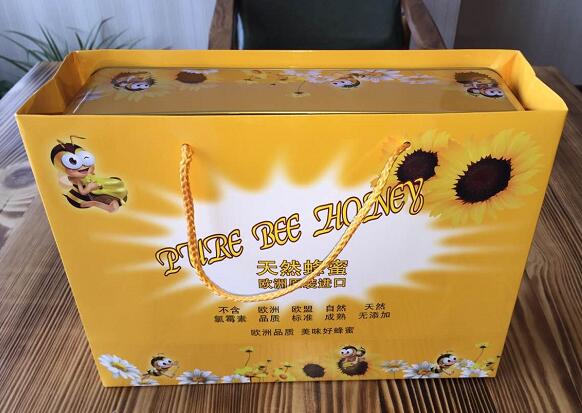 PURE BEE HOINEY
天然蜂蜜
欧洲原装进口
不含 欧洲 欧盟 自然 天然
氯霉素 品质 标准 成熟 无添加
欧洲品质 美味好蜂蜜